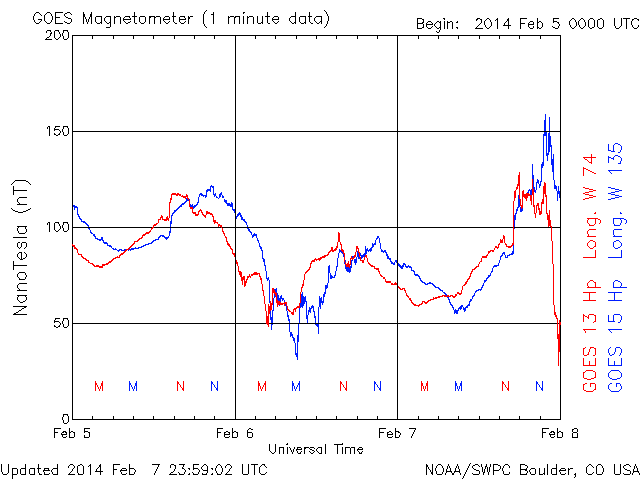 GOES Magnetometer (1 minute data)
Begin: 2014 Feb 5 0000 UTC
200
150
100
50
0
NanoTesla (nT)
M M N N M M N N M M N N
Feb 5 Feb 6 Feb 7 Feb 8
Universal Time
GOES 13 Hp Long. W 74
GOES 15 Hp Long. W 135
Updated 2014 Feb 7 23:59:02 UTC
NOAA/SWPC Boulder, CO USA